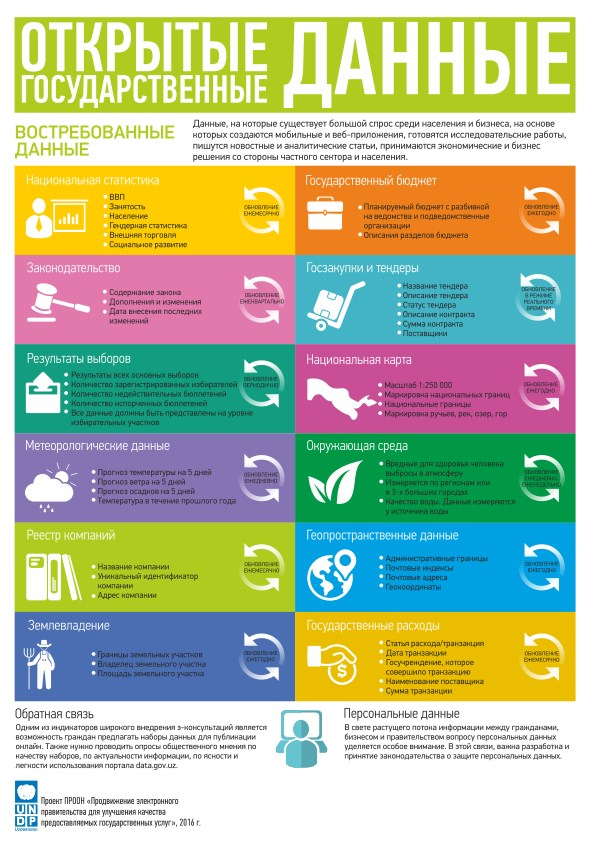 ОТКРЫТЫЕ
ГОСУДАРСТВЕННЫЕ
ДАННЫЕ
ВОСТРЕБОВАННЫЕ
ДАННЫЕ
Данные, на которые существует большой спрос среди населения и бизнеса, на основе
которых создаются мобильные и веб-приложения, готовятся исследовательские работы,
пишутся новостные и аналитические статьи, принимаются экономические и бизнес
решения со стороны частного сектора и населения.
Национальная статистика
• ВВП
• Занятость
• Население
• Гендерная статистика
• Внешняя торговля
• Социальное развитие
ОБНОВЛЕНИЕ
ЕЖЕМЕСЯЧНО
Государственный бюджет
• Планируемый бюджет с разбивкой
на ведомства и подведомственные
организации
• Описания разделов бюджета
ОБНОВЛЕНИЕ
ЕЖЕГОДНО
Законодательство
• Содержание закона
• Дополнения и изменения
• Дата внесения последних
изменений
ОБНОВЛЕНИЕ
ЕЖЕКВАРТАЛЬНО
Госзакупки и тендеры
• Название тендера
• Описание тендера
• Статус тендера
• Описание контракта
• Сумма контракта
• Поставщики
ОБНОВЛЕНИЕ
В РЕЖИМЕ
РЕАЛЬНОГО
ВРЕМЕНИ
Результаты выборов
• Результаты всех основных выборов
• Количество зарегистрированных избирателей
• Количество недействительных бюллетеней
• Количество испорченных бюллетеней
• Все данные должны быть представлены на уровне
избирательных участков
ОБНОВЛЕНИЕ
ПЕРИОДИЧНО
Национальная карта
• Масштаб 1:250 000
• Маркировка национальных границ
• Национальные границы
• Маркировка ручьев, рек, озер, гор
ОБНОВЛЕНИЕ
ЕЖЕГОДНО
Метеорологические данные
• Прогноз температуры на 5 дней
• Прогноз ветра на 5 дней
• Прогноз осадков на 5 дней
• Температура в течение прошлого года
ОБНОВЛЕНИЕ
ЕЖЕДНЕВНО
Окружающая среда
• Вредные для здоровья человека
выбросы в атмосферу
• Измеряется по регионам или
в 3-х больших городах
• Качество воды. Данные измеряются
у источника воды
ОБНОВЛЕНИЕ
ЕЖЕДНЕВНО,
ЕЖЕНЕДЕЛЬНО
Реестр компаний
• Название компании
• Уникальный идентификатор
компании
• Адрес компании
ОБНОВЛЕНИЕ
ЕЖЕМЕСЯЧНО
Геопространственные данные
• Административные границы
• Почтовые индексы
• Почтовые адреса
• Геокоординаты
ОБНОВЛЕНИЕ
ЕЖЕГОДНО
Землевладение
• Границы земельных участков
• Владелец земельного участка
• Площадь земельного участка
ОБНОВЛЕНИЕ
ЕЖЕГОДНО
Государственные расходы
• Статья расхода/транзакция
• Дата транзакции
• Госучреждение, которое
совершило транзакцию
• Наименование поставщика
• Сумма транзакции
ОБНОВЛЕНИЕ
ЕЖЕМЕСЯЧНО
Обратная связь
Одним из индикаторов широкого внедрения э-консультаций является
возможность граждан предлагать наборы данных для публикации
онлайн. Также нужно проводить опросы общественного мнения по
качеству наборов, по актуальности информации, по ясности и
легкости использования портала data.gov.uz.
Персональные данные
В свете растущего потока информации между гражданами,
бизнесом и правительством вопросу персональных данных
уделяется особое внимание. В этой связи, важна разработка и
принятие законодательства о защите персональных данных.
UN
DP
Uzbekistan
Проект ПРООН «Продвижение электронного
правительства для улучшения качества
предоставляемых государственных услуг», 2016 г.